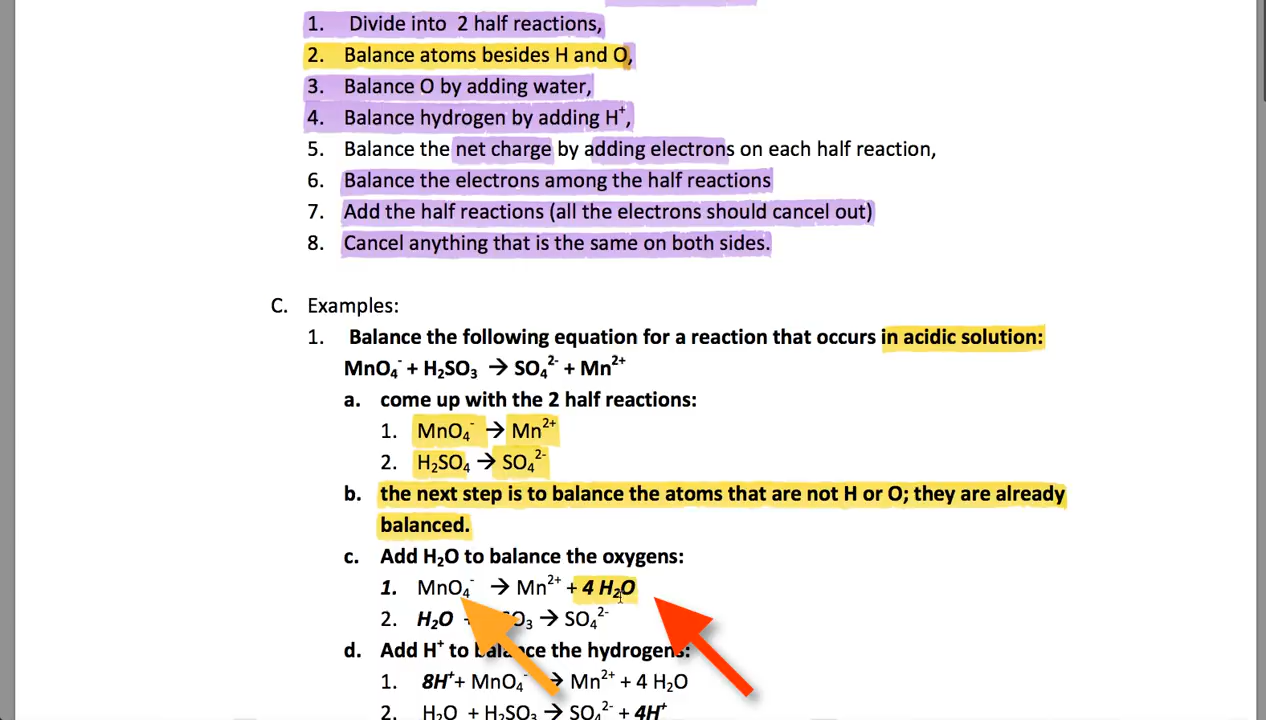 1. Divide into 2 half reactions,
2. Balance atoms besides H and O,
3. Balance O by adding water,
4. Balance hydrogen by adding H⁺,
5. Balance the net charge by adding electrons on each half reaction,
6. Balance the electrons among the half reactions
7. Add the half reactions (all the electrons should cancel out)
8. Cancel anything that is the same on both sides.
C. Examples:
1. Balance the following equation for a reaction that occurs in acidic solution:
MnO₄⁻ + H₂SO₃ → SO₄²⁻ + Mn²⁺
a. come up with the 2 half reactions:
1. MnO₄⁻ → Mn²⁺
2. H₂SO₄ → SO₄²⁻
b. the next step is to balance the atoms that are not H or O; they are already
balanced.
c. Add H₂O to balance the oxygens:
1. MnO₄⁻ → Mn²⁺ + 4 H₂O
2. H₂O O₃ → SO₄²⁻
d. Add H⁺ to balance the hydrogens:
1. 8H⁺+ MnO₄⁻ → Mn²⁺ + 4 H₂O
2. H₂O + H₂SO₃ → SO₄²⁻ + 4H⁺